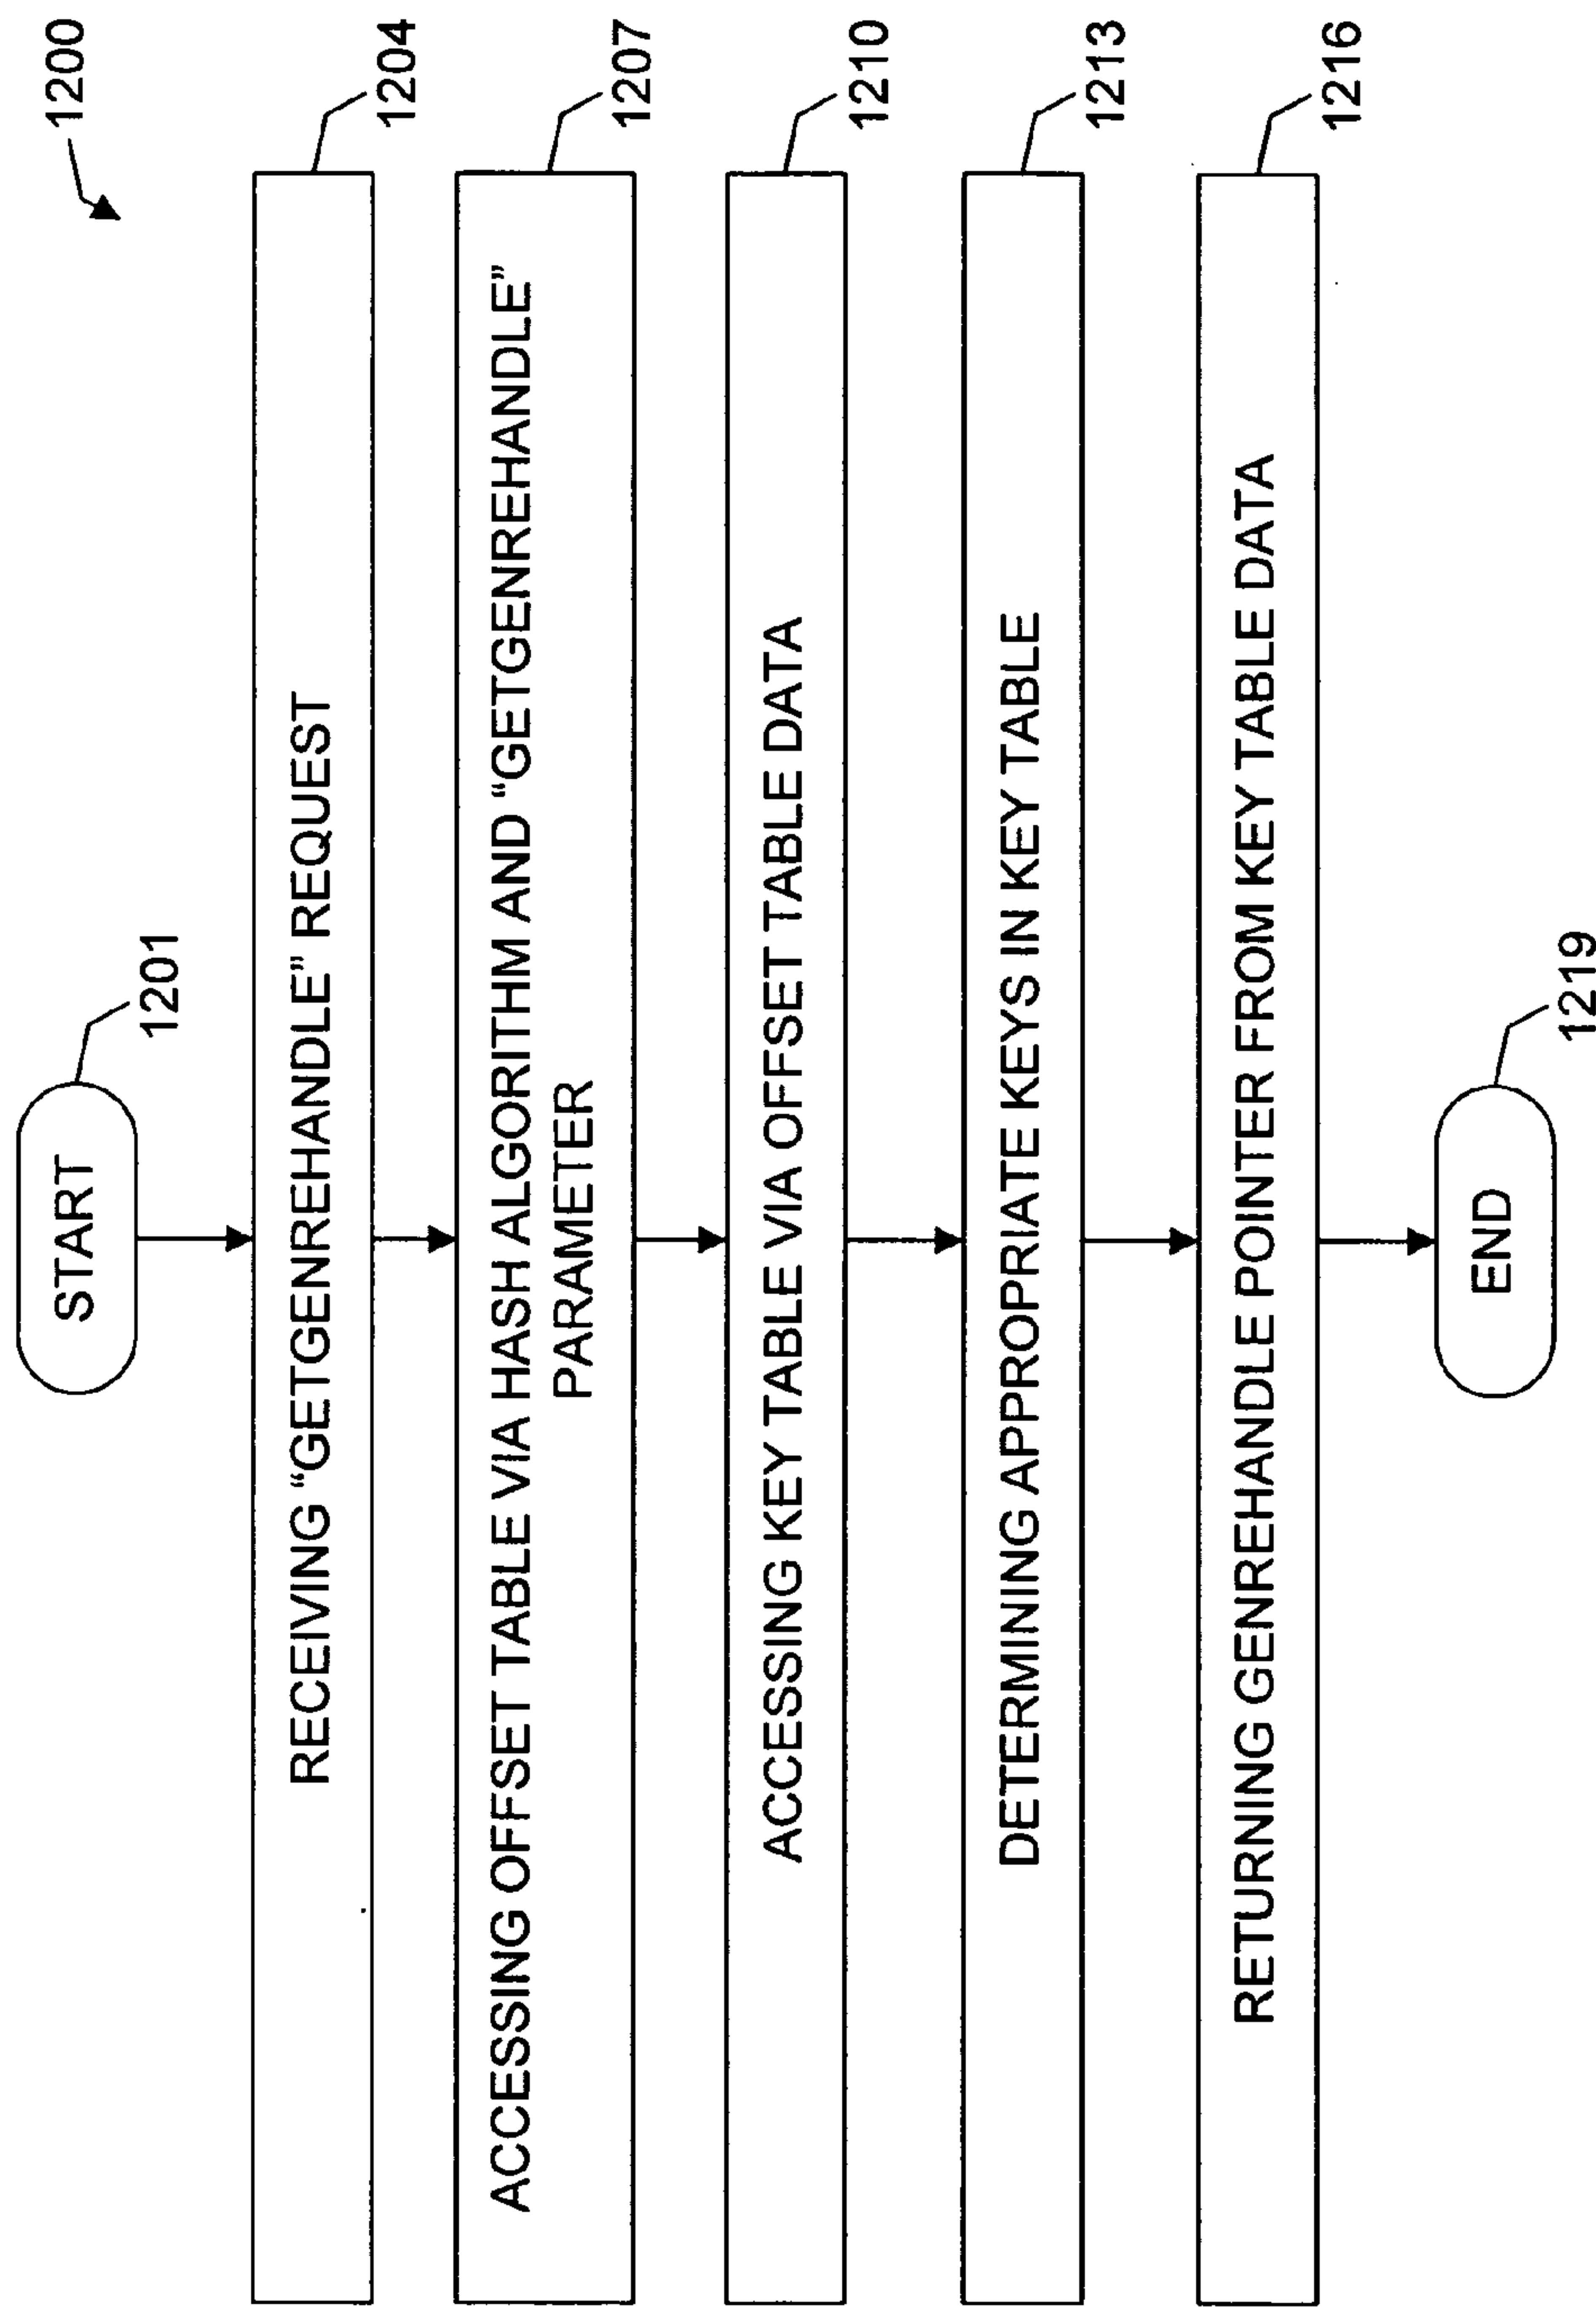 1200
START
1201
RECEIVING “GETGENREHANDLE” REQUEST
1204
ACCESSING OFFSET TABLE VIA HASH ALGORITHM AND “GETGENREHANDLE”
PARAMETER
1207
ACCESSING KEY TABLE VIA OFFSET TABLE DATA
1210
DETERMINING APPROPRIATE KEYS IN KEY TABLE
1213
RETURNING GENREHANDLE POINTER FROM KEY TABLE DATA
1216
END
1219